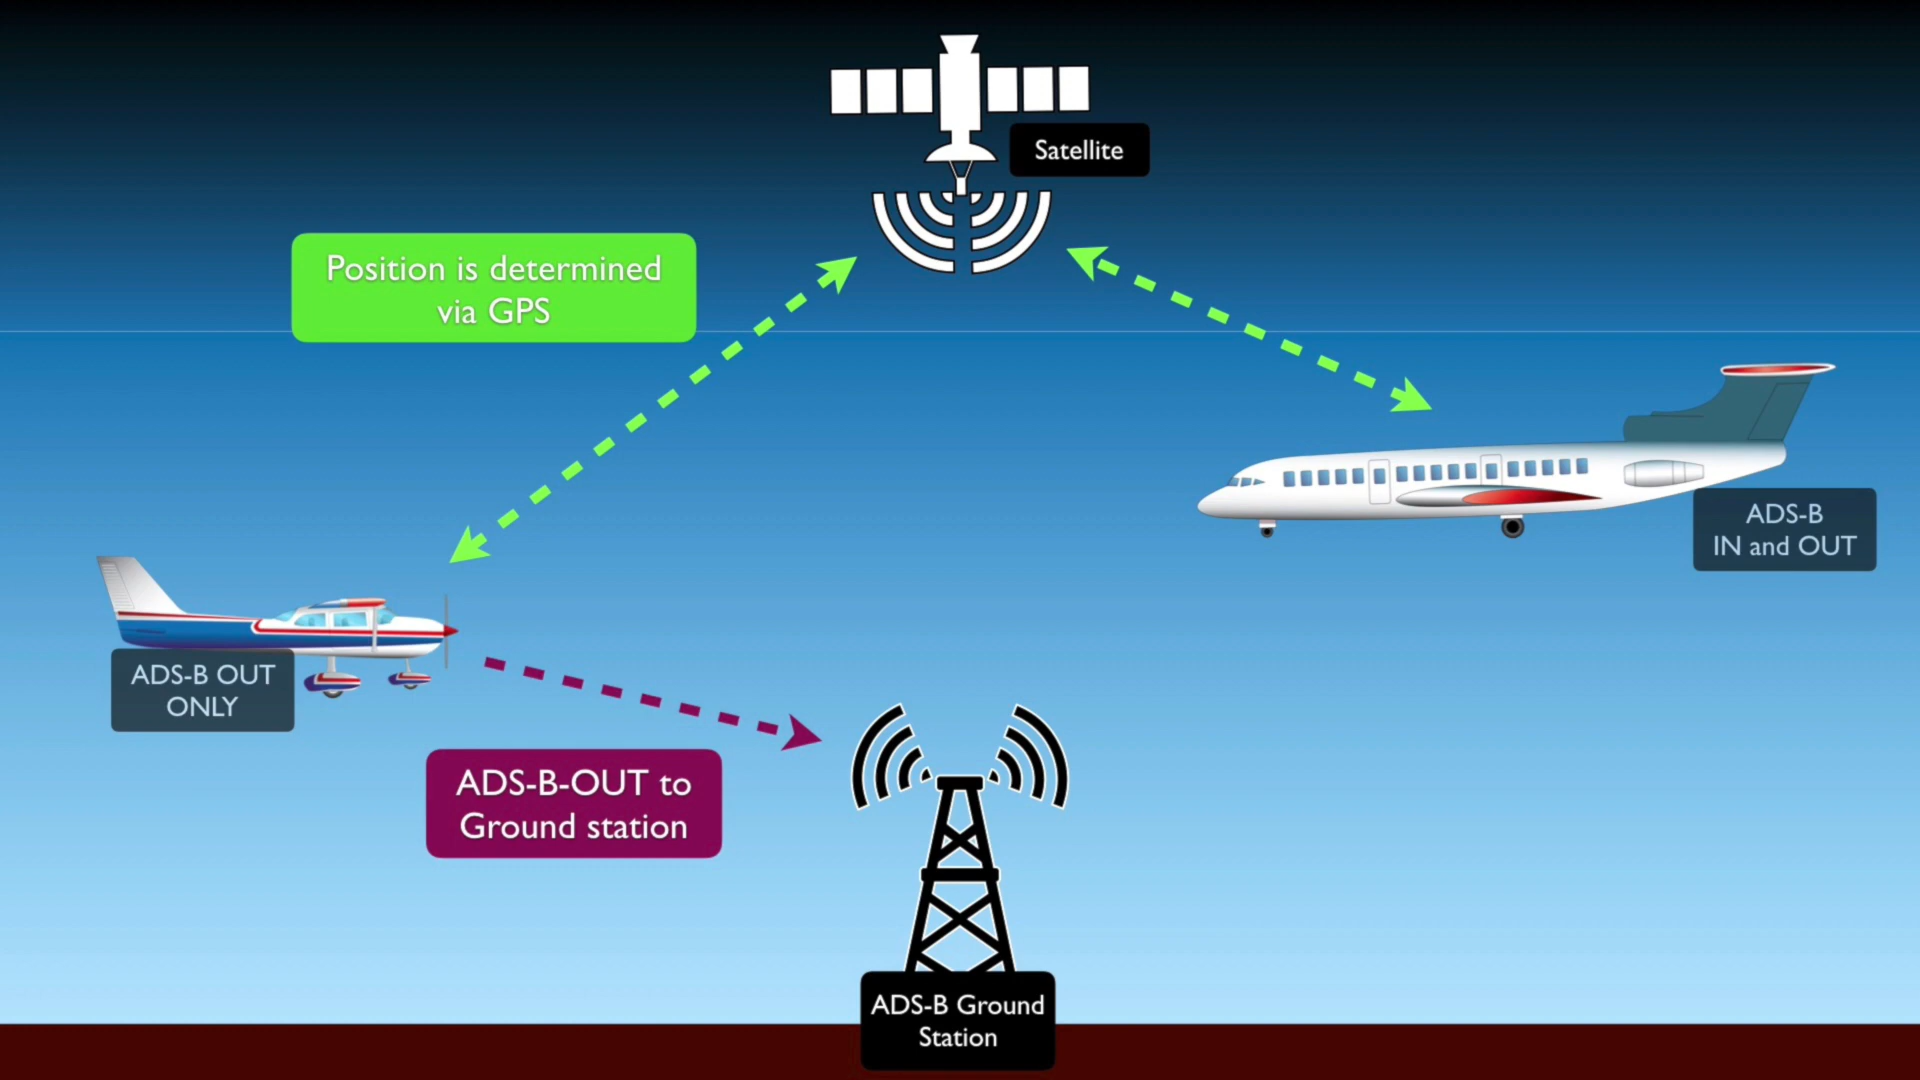 Satellite
Position is determined
via GPS
ADS-B
IN and OUT
ADS-B OUT
ONLY
ADS-B-OUT to
Ground station
ADS-B Ground
Station